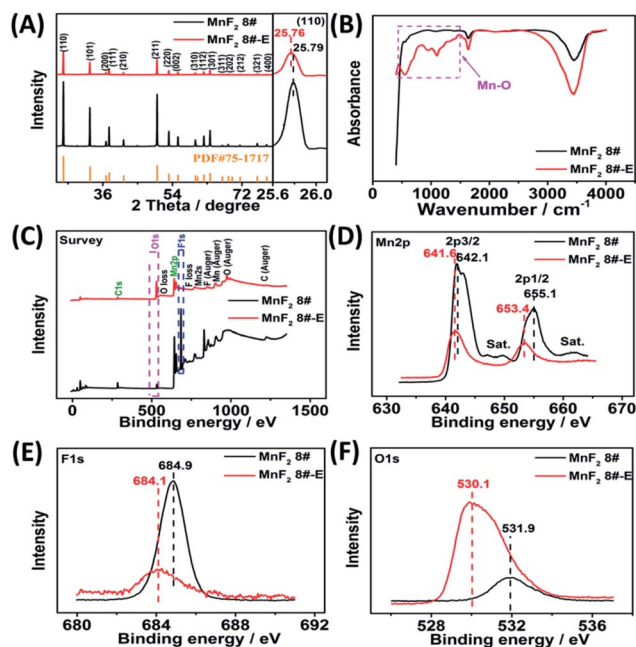 (A)
MnF2 8#
MnF2 8#-E
(110)
25.76
25.79
(110)
(101)
(200)
(111)
(210)
(211)
(220)
(002)
(310)
(112)
(301)
(311)
(202)
(212)
(321)
(400)
PDF#75-1717
Intensity
36 54 72 25.6 26.0
2 Theta / degree
(B)
Mn-O
MnF2 8#
MnF2 8#-E
Absorbance
0 1000 2000 3000 4000
Wavenumber / cm-1
(C)
Survey
C1s
O1s
O loss
Mn2p
F1s
F loss
Mn2s
F (Auger)
Mn (Auger)
O (Auger)
C (Auger)
MnF2 8#
MnF2 8#-E
Intensity
0 500 1000 1500
Binding energy / eV
(D)
Mn2p
2p3/2
641.6
642.1
2p1/2
655.1
653.4
Sat.
Sat.
MnF2 8#
MnF2 8#-E
Intensity
630 640 650 660 670
Binding energy / eV
(E)
F1s
684.9
684.1
MnF2 8#
MnF2 8#-E
Intensity
680 684 688 692
Binding energy / eV
(F)
O1s
530.1
531.9
MnF2 8#
MnF2 8#-E
Intensity
528 532 536
Binding energy / eV